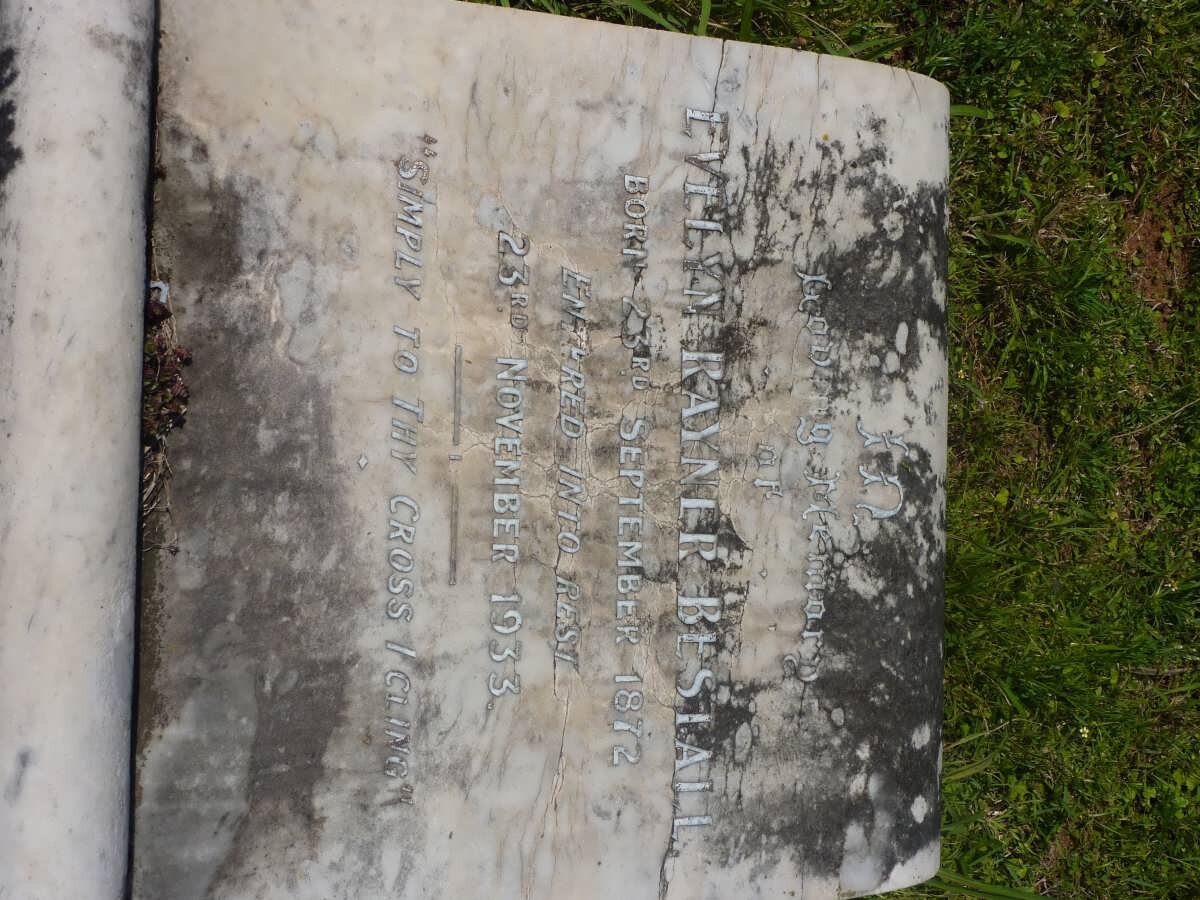 In
Loving Memory
OF
EVELYN RAYNER BESTALL
BORN 23RD SEPTEMBER 1872
ENTERED INTO REST
23RD NOVEMBER 1933.
"SIMPLY TO THY CROSS I CLING"